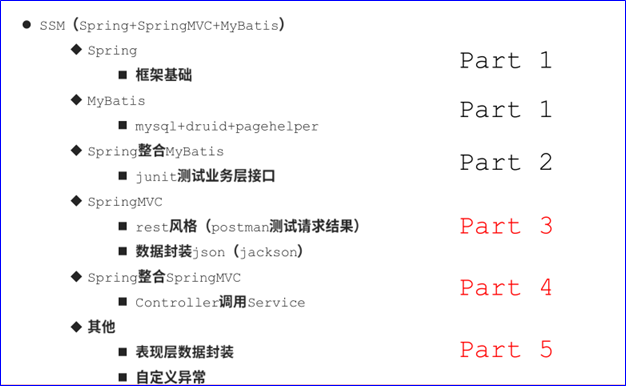 SSM（Spring+SpringMVC+MyBatis）
Spring Part 1
框架基础
MyBatis Part 1
mysql+druid+pagehelper
Spring整合MyBatis Part 2
junit测试业务层接口
SpringMVC
rest风格（postman测试请求结果） Part 3
数据封装json（jackson）
Spring整合SpringMVC Part 4
Controller调用Service
其他
表现层数据封装 Part 5
自定义异常